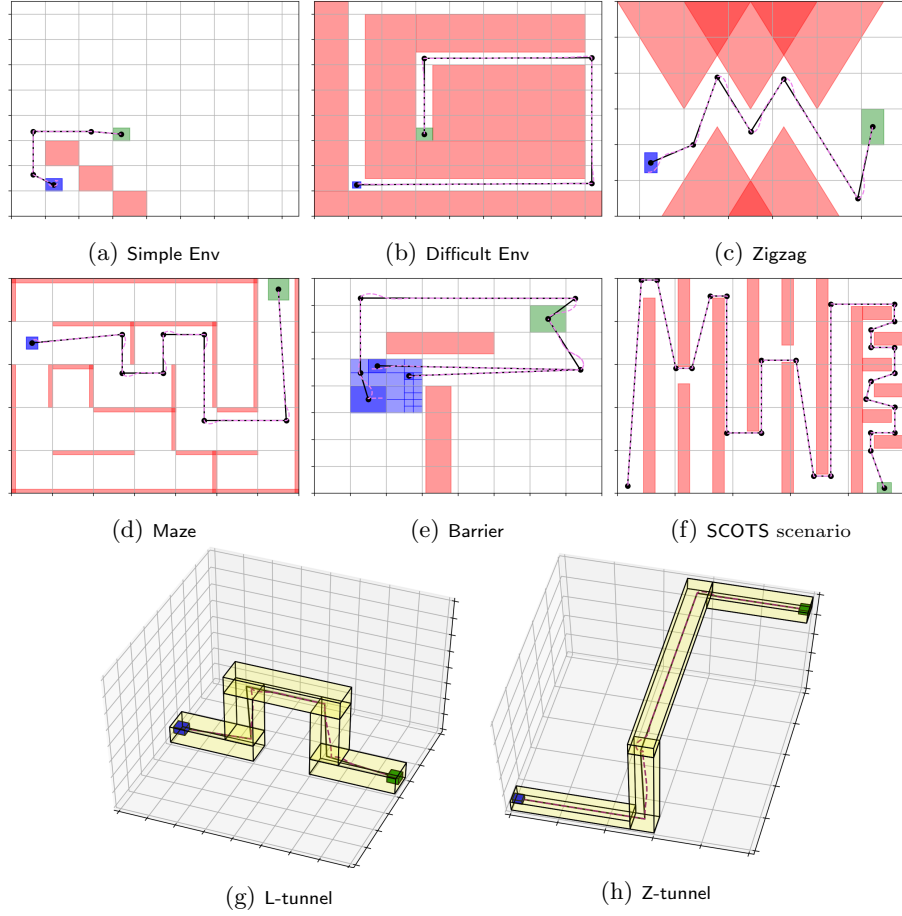 (a) Simple Env
(b) Difficult Env
(c) Zigzag
(d) Maze
(e) Barrier
(f) SCOTS scenario
(g) L-tunnel
(h) Z-tunnel